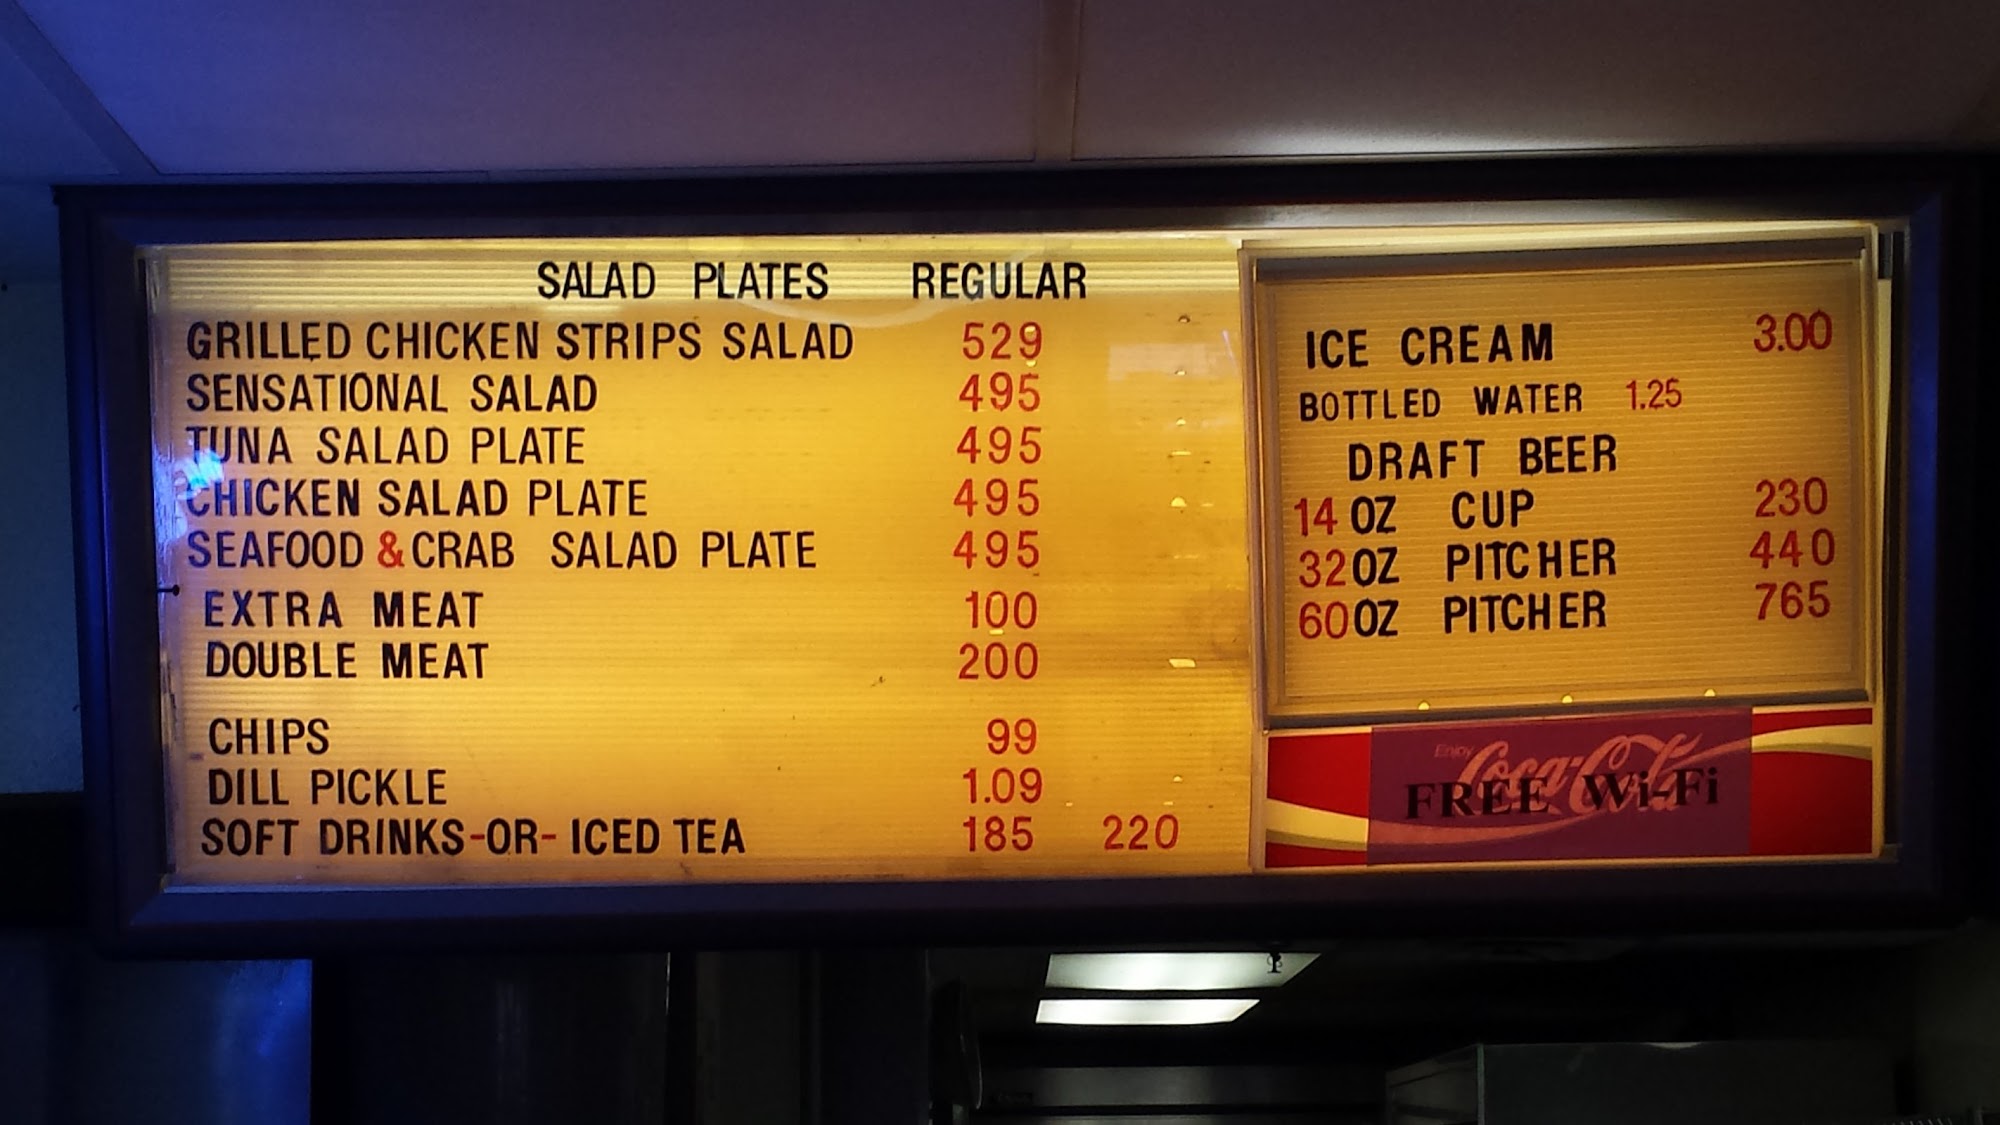 SALAD PLATES REGULAR
GRILLED CHICKEN STRIPS SALAD 529
SENSATIONAL SALAD 495
TUNA SALAD PLATE 495
CHICKEN SALAD PLATE 495
SEAFOOD & CRAB SALAD PLATE 495
EXTRA MEAT 100
DOUBLE MEAT 200
CHIPS 99
DILL PICKLE 1.09
SOFT DRINKS-OR-ICED TEA 185 220
ICE CREAM 3.00
BOTTLED WATER 1.25
DRAFT BEER
14 OZ CUP 230
32 OZ PITCHER 440
60 OZ PITCHER 765
Enjoy
Coca-Cola
FREE Wi-Fi